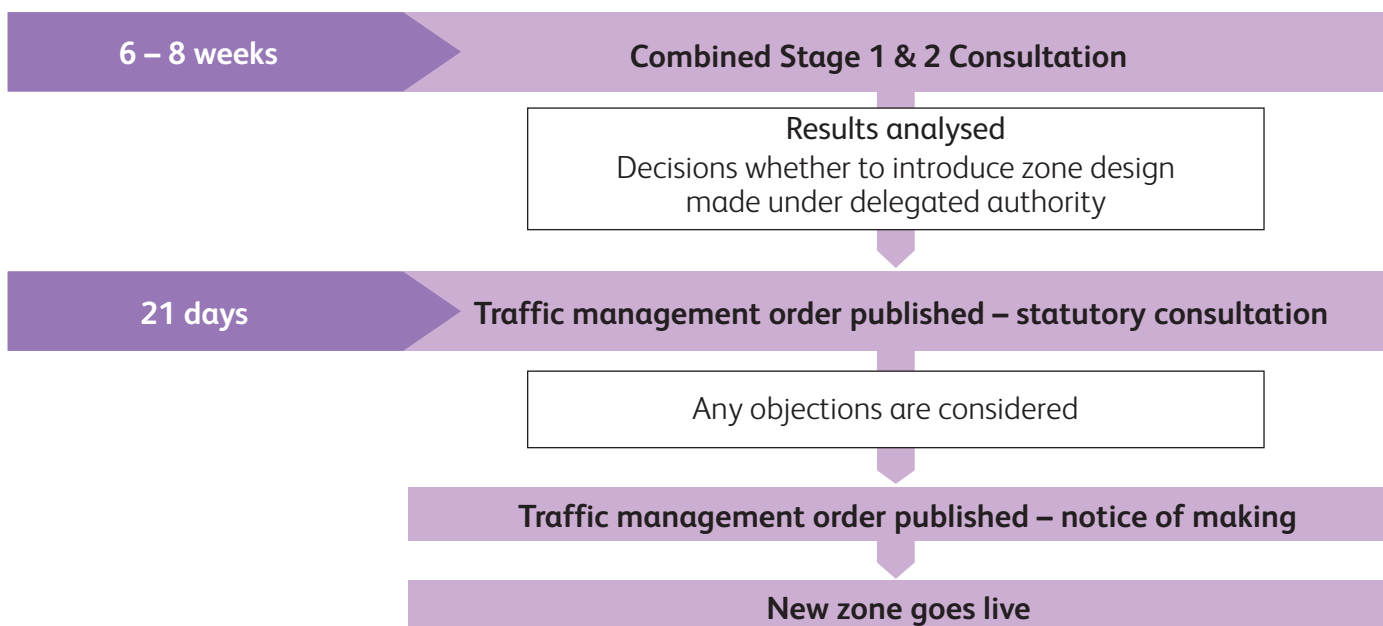 6 – 8 weeks
Combined Stage 1 & 2 Consultation
Results analysed
Decisions whether to introduce zone design
made under delegated authority
21 days
Traffic management order published – statutory consultation
Any objections are considered
Traffic management order published – notice of making
New zone goes live